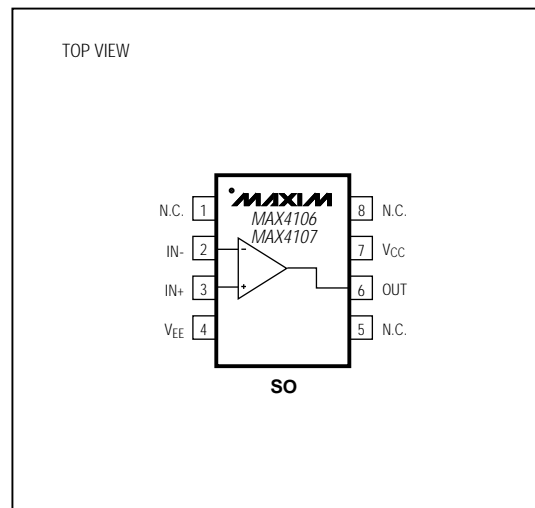 TOP VIEW
MAXIM
MAX4106
MAX4107
N.C. 1
IN- 2
IN+ 3
VEE 4
8 N.C.
7 VCC
6 OUT
5 N.C.
-
+
SO